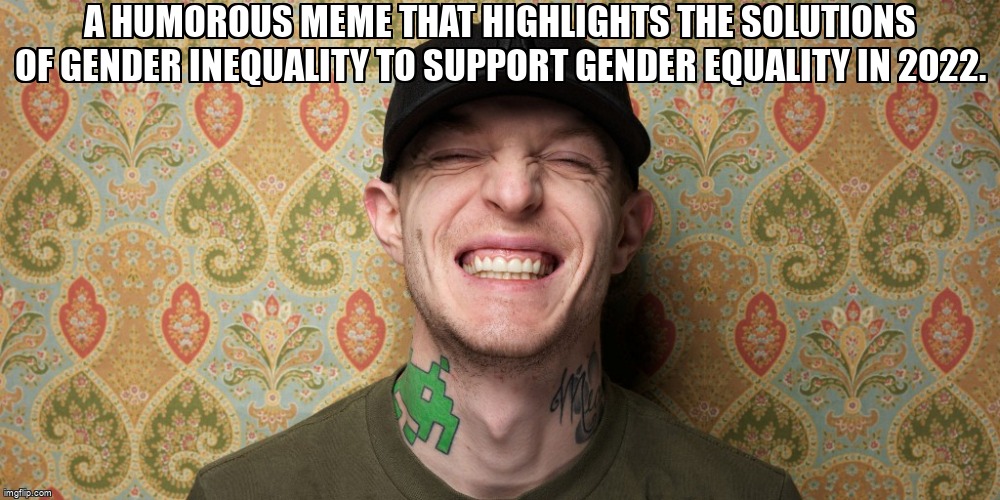 A HUMOROUS MEME THAT HIGHLIGHTS THE SOLUTIONS
OF GENDER INEQUALITY TO SUPPORT GENDER EQUALITY IN 2022.
imgflip.com